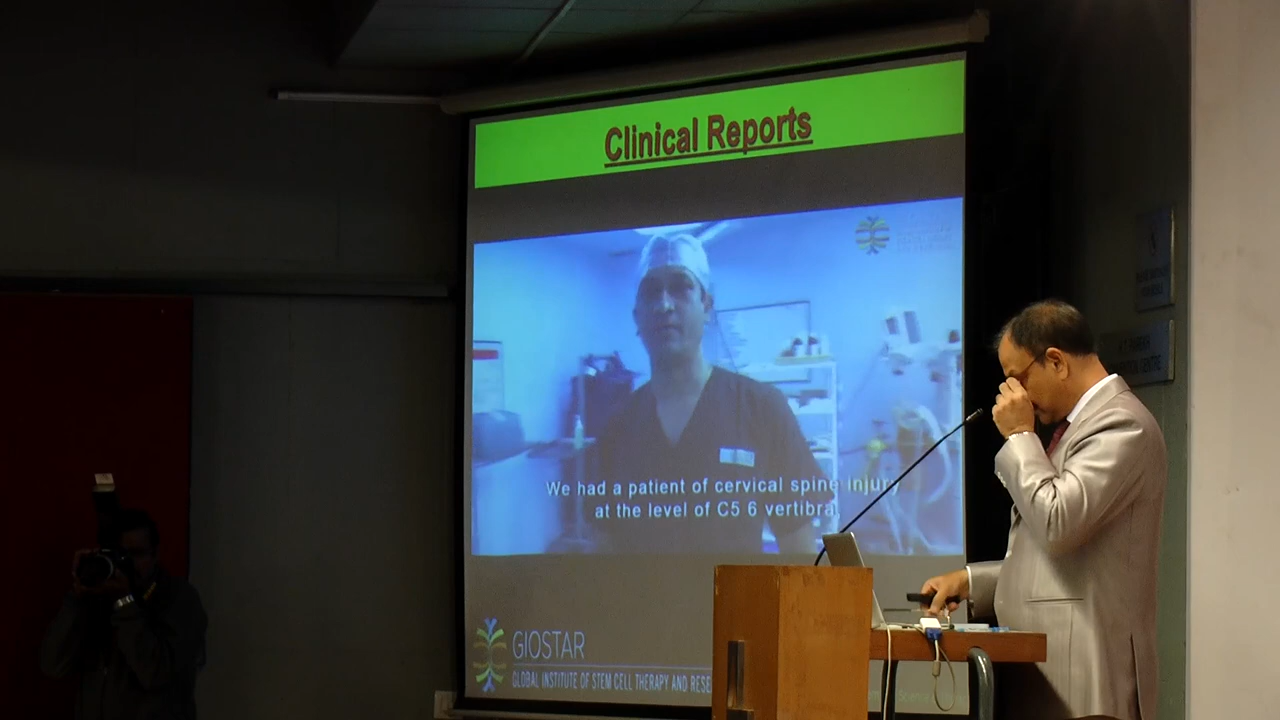 Clinical Reports
We had a patient of cervical spine injury
at the level of C5 6 vertibra
GIOSTAR
GLOBAL INSTITUTE OF STEM CELL THERAPY AND RESE